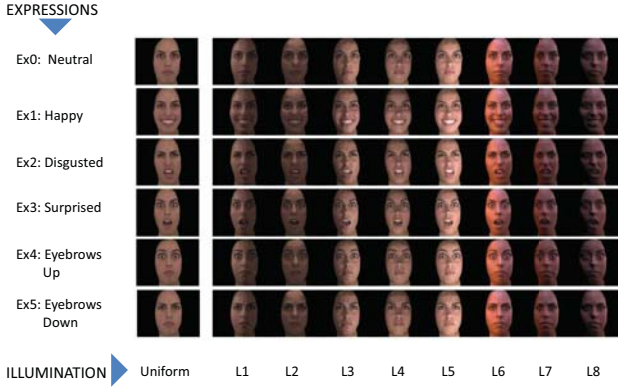 EXPRESSIONS
Ex0: Neutral
Ex1: Happy
Ex2: Disgusted
Ex3: Surprised
Ex4: Eyebrows
Up
Ex5: Eyebrows
Down
ILLUMINATION Uniform L1 L2 L3 L4 L5 L6 L7 L8